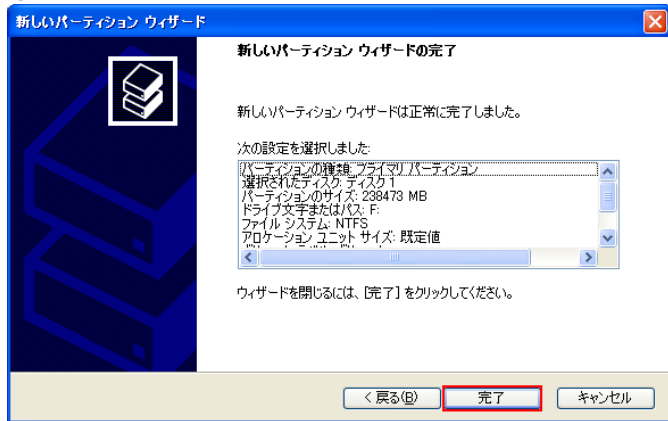 新しいパーティション ウィザード
新しいパーティション ウィザードの完了
新しいパーティション ウィザードは正常に完了しました。
次の設定を選択しました:
パーティションの種類: プライマリ パーティション
選択されたディスク: ディスク 1
パーティションのサイズ: 238473 MB
ドライブ文字またはパス: F:
ファイル システム: NTFS
アロケーション ユニット サイズ: 既定値
ウィザードを閉じるには、[完了] をクリックしてください。
< 戻る(B) 完了 キャンセル